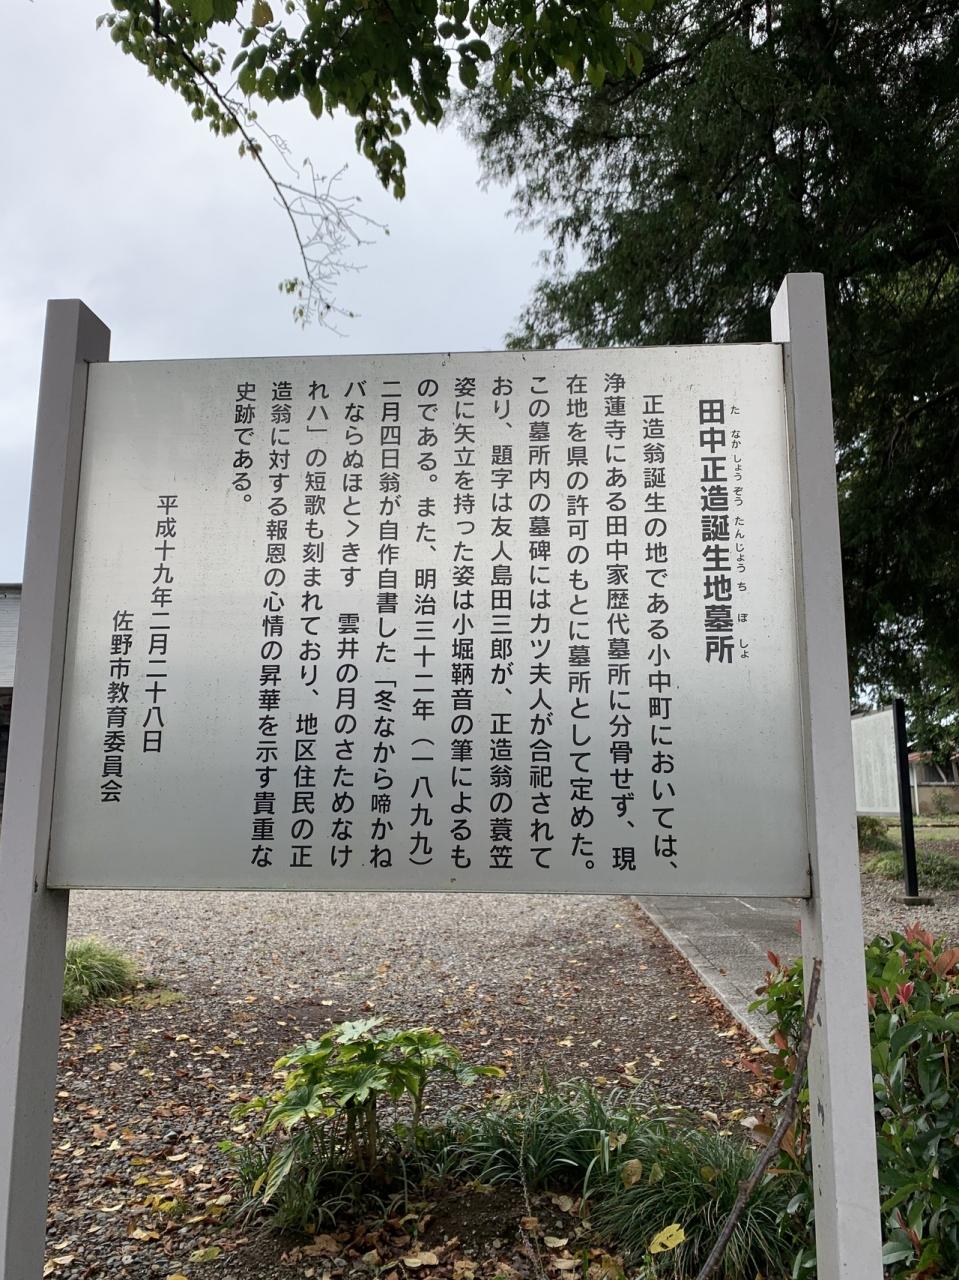 田中正造誕生地墓所
たなかしょうぞうたんじょうちぼしょ
正造翁誕生の地である小中町においては、
浄蓮寺にある田中家歴代墓所に分骨せず、現
在地を県の許可のもとに墓所として定めた。
この墓所内の墓碑にはカツ夫人が合祀されて
おり、題字は友人島田三郎が、正造翁の蓑笠
姿に矢立を持った姿は小堀鞆音の筆によるも
のである。また、明治三十二年（一八九九）
二月四日翁が自作自書した「冬なから啼かね
バならぬほとゝきす　雲井の月のさためなけ
れハ」の短歌も刻まれており、地区住民の正
造翁に対する報恩の心情の昇華を示す貴重な
史跡である。
平成十九年二月二十八日
佐野市教育委員会